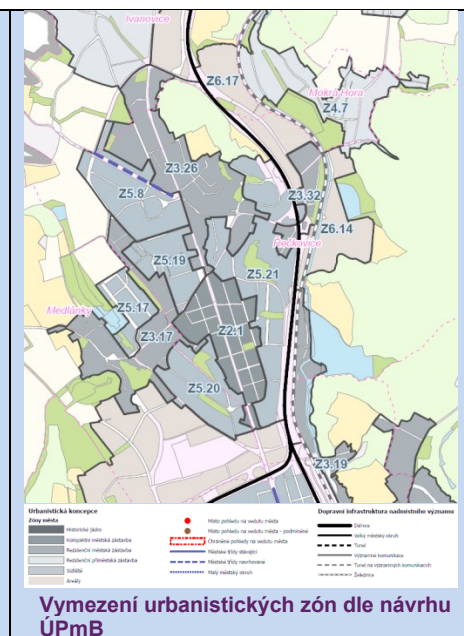 Ivanovice
Z6.17
Mokrá Hora
Z4.7
Z3.26
Z5.8
Z3.32
Řečkovice
Z6.14
Z5.19
Z5.21
Z5.17
Medlánky
Z3.17
Z2.1
Z5.20
Z3.19
Urbanistická koncepce
Zóny města
Historické jádro
Kompaktní městská zástavba
Rezidenční městská zástavba
Rezidenční příměstská zástavba
Sídliště
Areály
Místo pohledu na vedutu města
Místo pohledu na vedutu města - podmíněné
Chráněné pohledy na vedutu města
Městské třídy stávající
Městské třídy navrhované
Malý městský okruh
Dopravní infrastruktura nadmístního významu
Dálnice
Velký městský okruh
Tunel
Významné komunikace
Tunel na významných komunikacích
Železnice
Vymezení urbanistických zón dle návrhu
ÚPmB